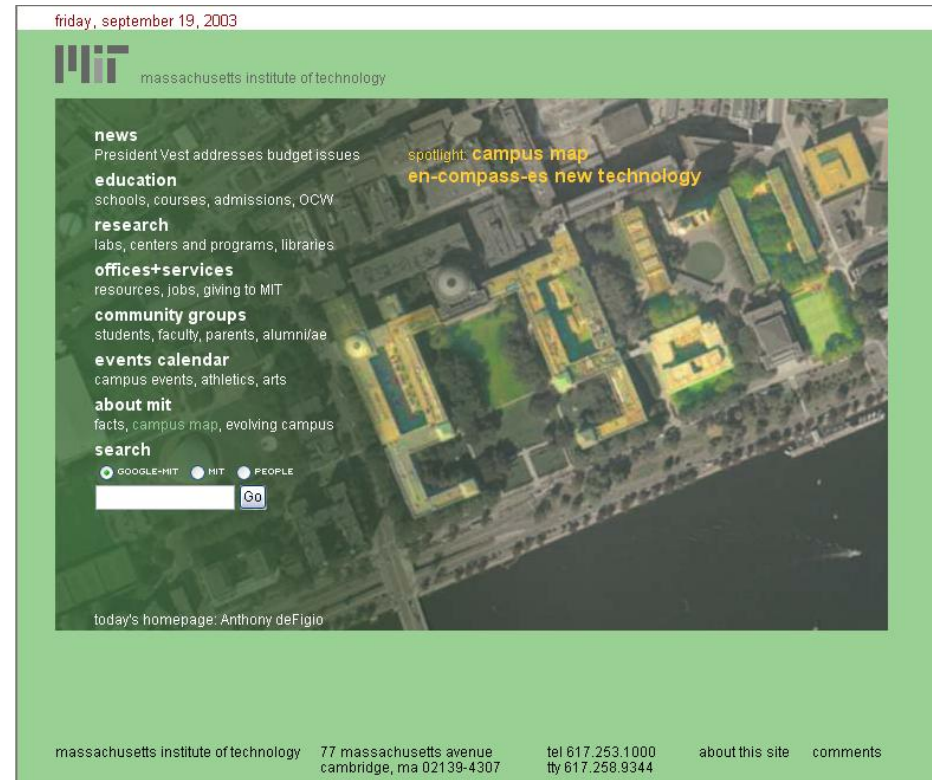 friday, september 19, 2003
MIT
massachusetts institute of technology
news
President Vest addresses budget issues
education
schools, courses, admissions, OCW
research
labs, centers and programs, libraries
offices+services
resources, jobs, giving to MIT
community groups
students, faculty, parents, alumni/ae
events calendar
campus events, athletics, arts
about mit
facts, campus map, evolving campus
search
GOOGLE-MIT MIT PEOPLE
Go
spotlight: campus map
en-compass-es new technology
today's homepage: Anthony deFigio
massachusetts institute of technology
77 massachusetts avenue
cambridge, ma 02139-4307
tel 617.253.1000
tty 617.258.9344
about this site
comments